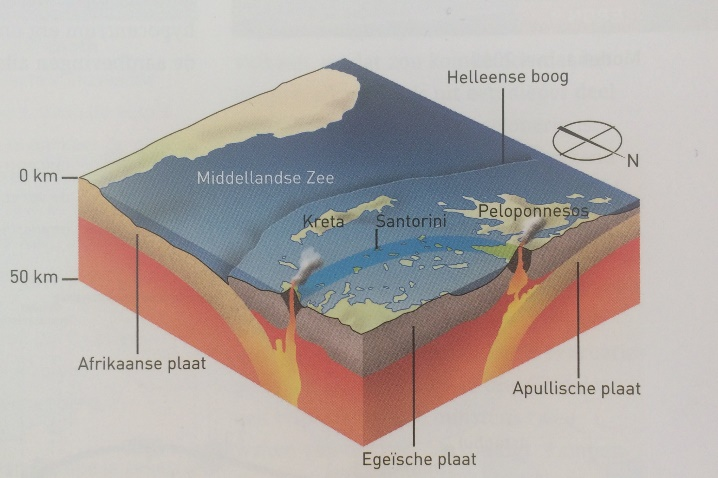 Helleense boog
N
0 km
Middellandse Zee
Kreta
Santorini
Peloponnesos
50 km
Afrikaanse plaat
Apullische plaat
Egeïsche plaat